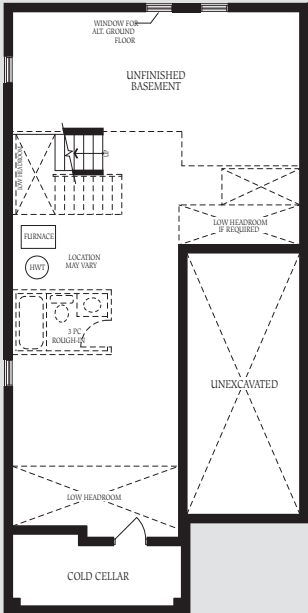 WINDOW FOR
ALT. GROUND
FLOOR
UNFINISHED
BASEMENT
LOW HEADROOM
UP
LOW HEADROOM
IF REQUIRED
FURNACE
HWT
LOCATION
MAY VARY
3 PC
ROUGH-IN
UNEXCAVATED
LOW HEADROOM
COLD CELLAR